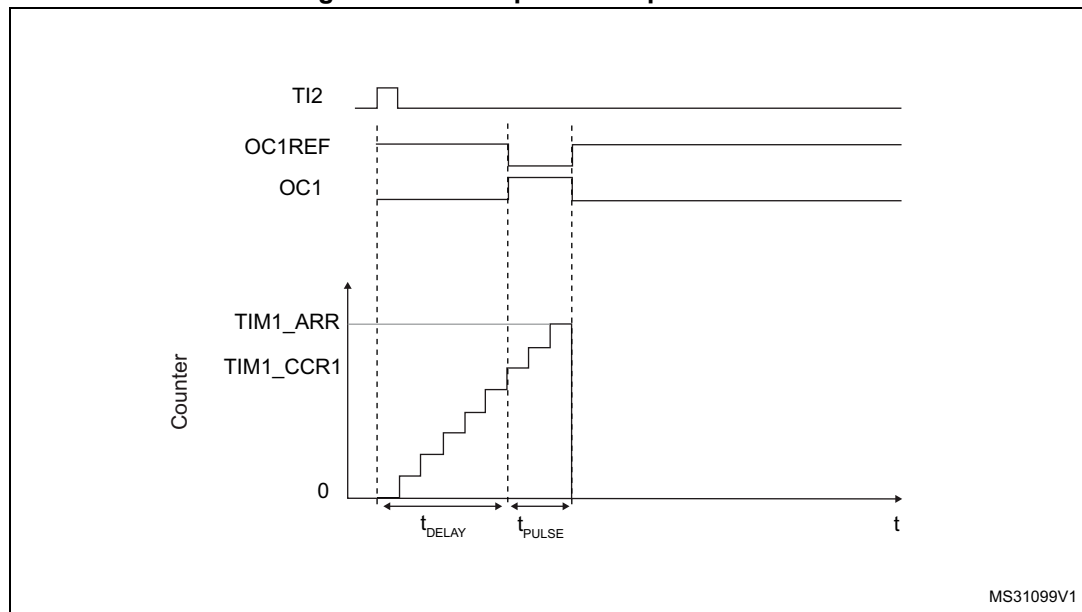 TI2
OC1REF
OC1
TIM1_ARR
TIM1_CCR1
Counter
0
tDELAY
tPULSE
t
MS31099V1